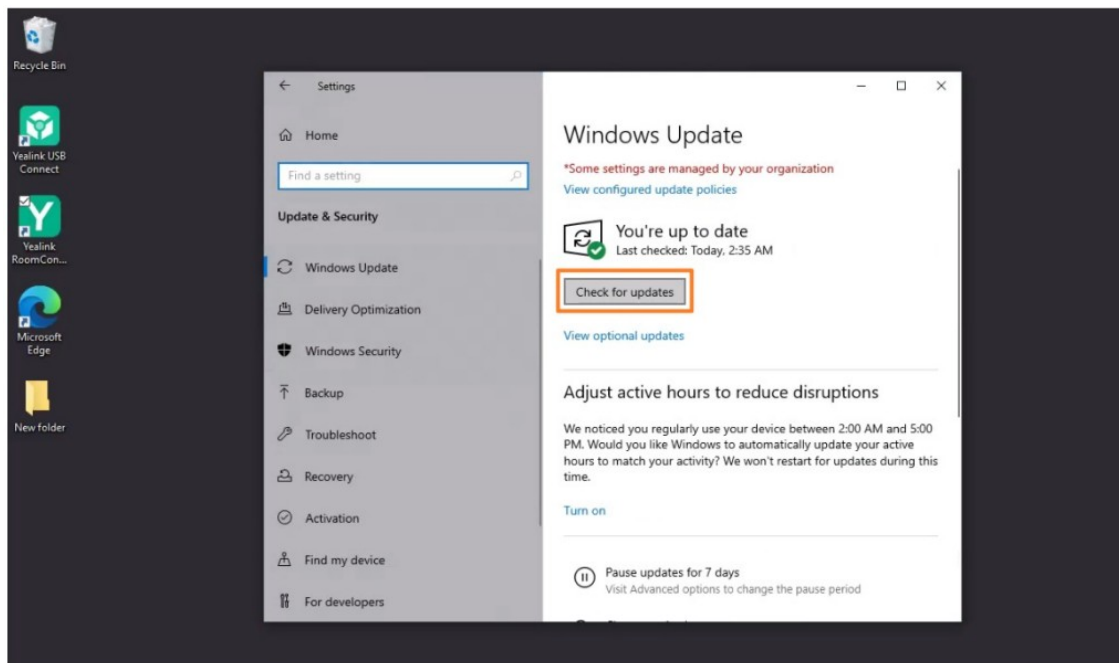 Recycle Bin
Yealink USB
Connect
Yealink
RoomCon...
Microsoft
Edge
New folder
Settings
Home
Find a setting
Update & Security
Windows Update
Delivery Optimization
Windows Security
Backup
Troubleshoot
Recovery
Activation
Find my device
For developers
Windows Update
*Some settings are managed by your organization
View configured update policies
You're up to date
Last checked: Today, 2:35 AM
Check for updates
View optional updates
Adjust active hours to reduce disruptions
We noticed you regularly use your device between 2:00 AM and 5:00
PM. Would you like Windows to automatically update your active
hours to match your activity? We won't restart for updates during this
time.
Turn on
Pause updates for 7 days
Visit Advanced options to change the pause period